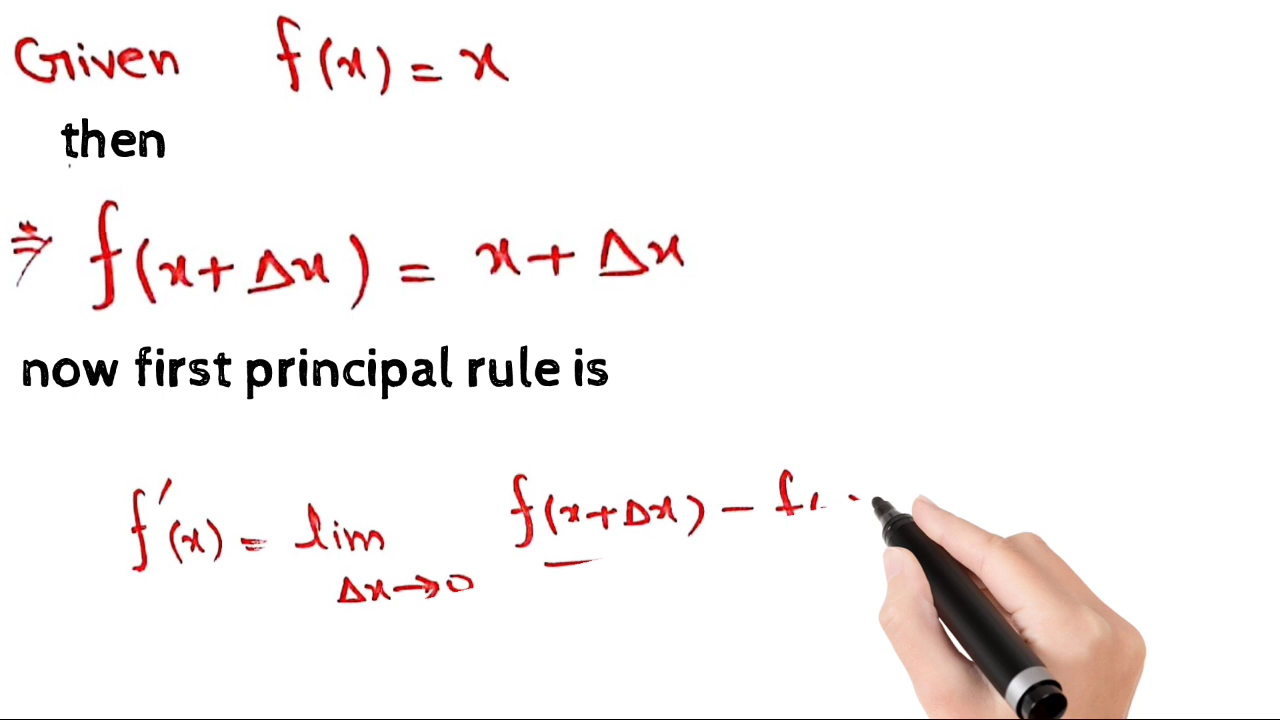 Given f(x) = x
then
⇒ f(x+Δx) = x + Δx
now first principal rule is
f'(x) = lim f(x+Δx) - f(
Δx→0